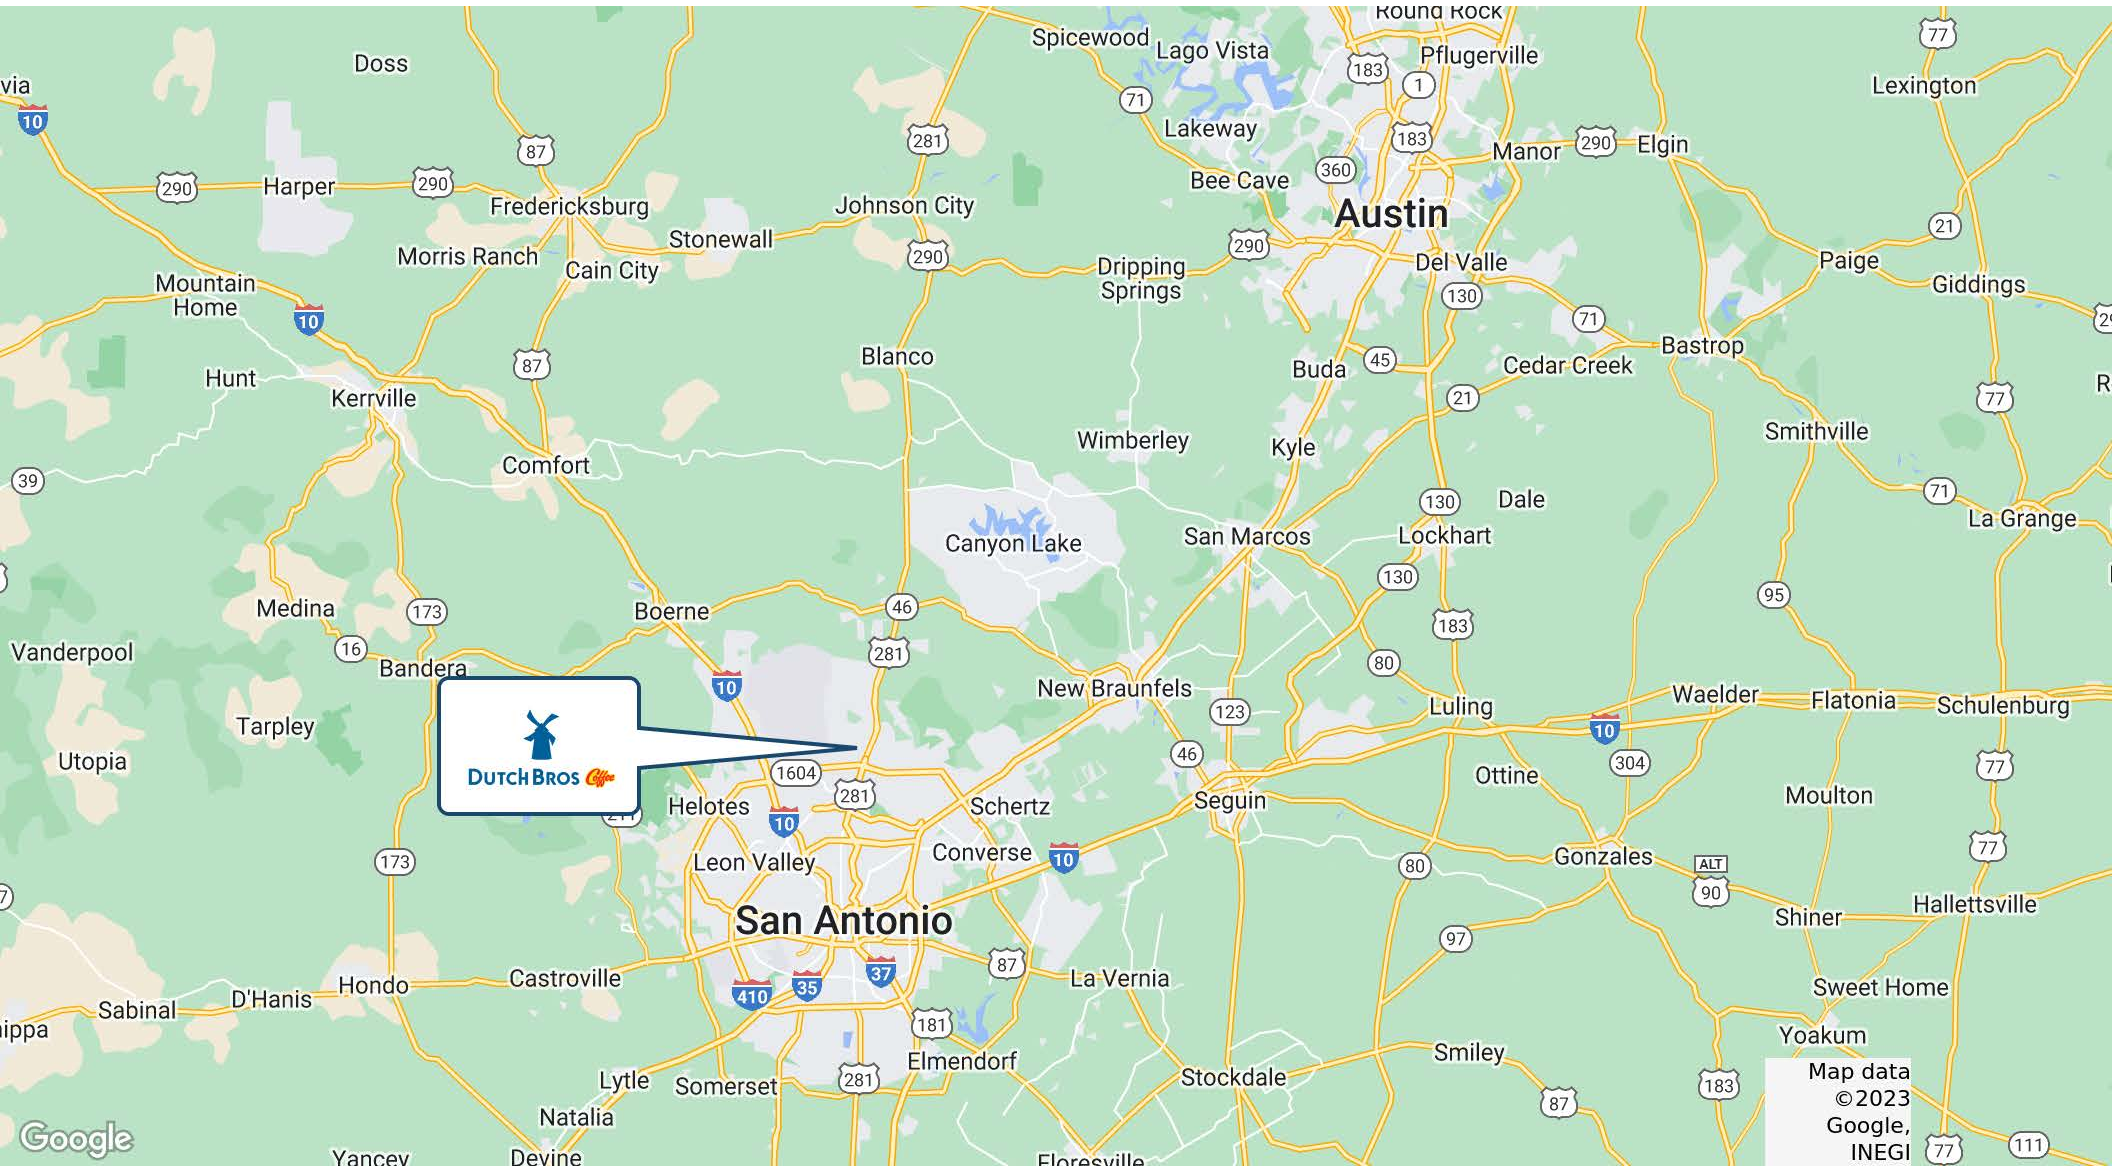 Round Rock
Spicewood
Lago Vista
Pflugerville
77
Doss
183
1
Lexington
via
10
71
Lakeway
183
281
87
Manor
290
Elgin
360
Bee Cave
290
Harper
290
Fredericksburg
Johnson City
Austin
21
Stonewall
290
290
Morris Ranch
Cain City
Dripping
Springs
Del Valle
Paige
Giddings
Mountain
Home
130
10
71
Blanco
Buda
45
Cedar Creek
Bastrop
87
Hunt
Kerrville
21
77
R
Wimberley
Kyle
Smithville
Comfort
39
71
130
Dale
La Grange
Canyon Lake
San Marcos
Lockhart
130
95
Medina
173
Boerne
46
183
Vanderpool
16
Bandera
281
80
10
New Braunfels
Waelder
Flatonia
Schulenburg
Luling
123
10
Tarpley
Utopia
DUTCH BROS Coffee
46
304
77
1604
281
Ottine
Moulton
Helotes
10
Schertz
Seguin
Leon Valley
Converse
10
77
173
80
Gonzales
ALT
90
San Antonio
Shiner
Hallettsville
97
87
Hondo
Castroville
410
35
37
La Vernia
Sabinal
D'Hanis
Sweet Home
ippa
181
Yoakum
Elmendorf
Smiley
Lytle
Somerset
281
Stockdale
183
Map data
©2023
Google,
INEGI
87
Natalia
Google
Yancey
Devine
Floresville
77
111